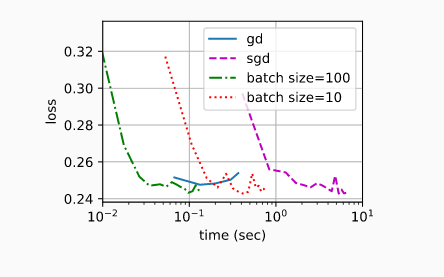 0.32
0.30
0.28
0.26
0.24
loss
gd
sgd
batch size=100
batch size=10
10⁻² 10⁻¹ 10⁰ 10¹
time (sec)